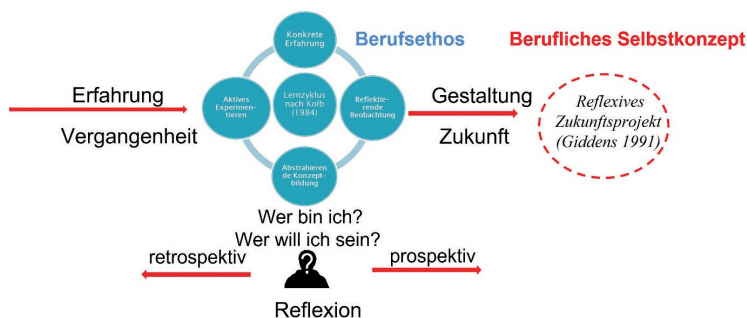 Konkrete
Erfahrung
Berufsethos
Berufliches Selbstkonzept
Erfahrung
Vergangenheit
Aktives
Experimen-
tieren
Lernzyklus
nach Kolb
(1984)
Reflektie-
rende
Beobachtung
Gestaltung
Zukunft
Reflexives
Zukunftsprojekt
(Giddens 1991)
Abstrahieren
de Konzept-
bildung
Wer bin ich?
Wer will ich sein?
retrospektiv
?
prospektiv
Reflexion